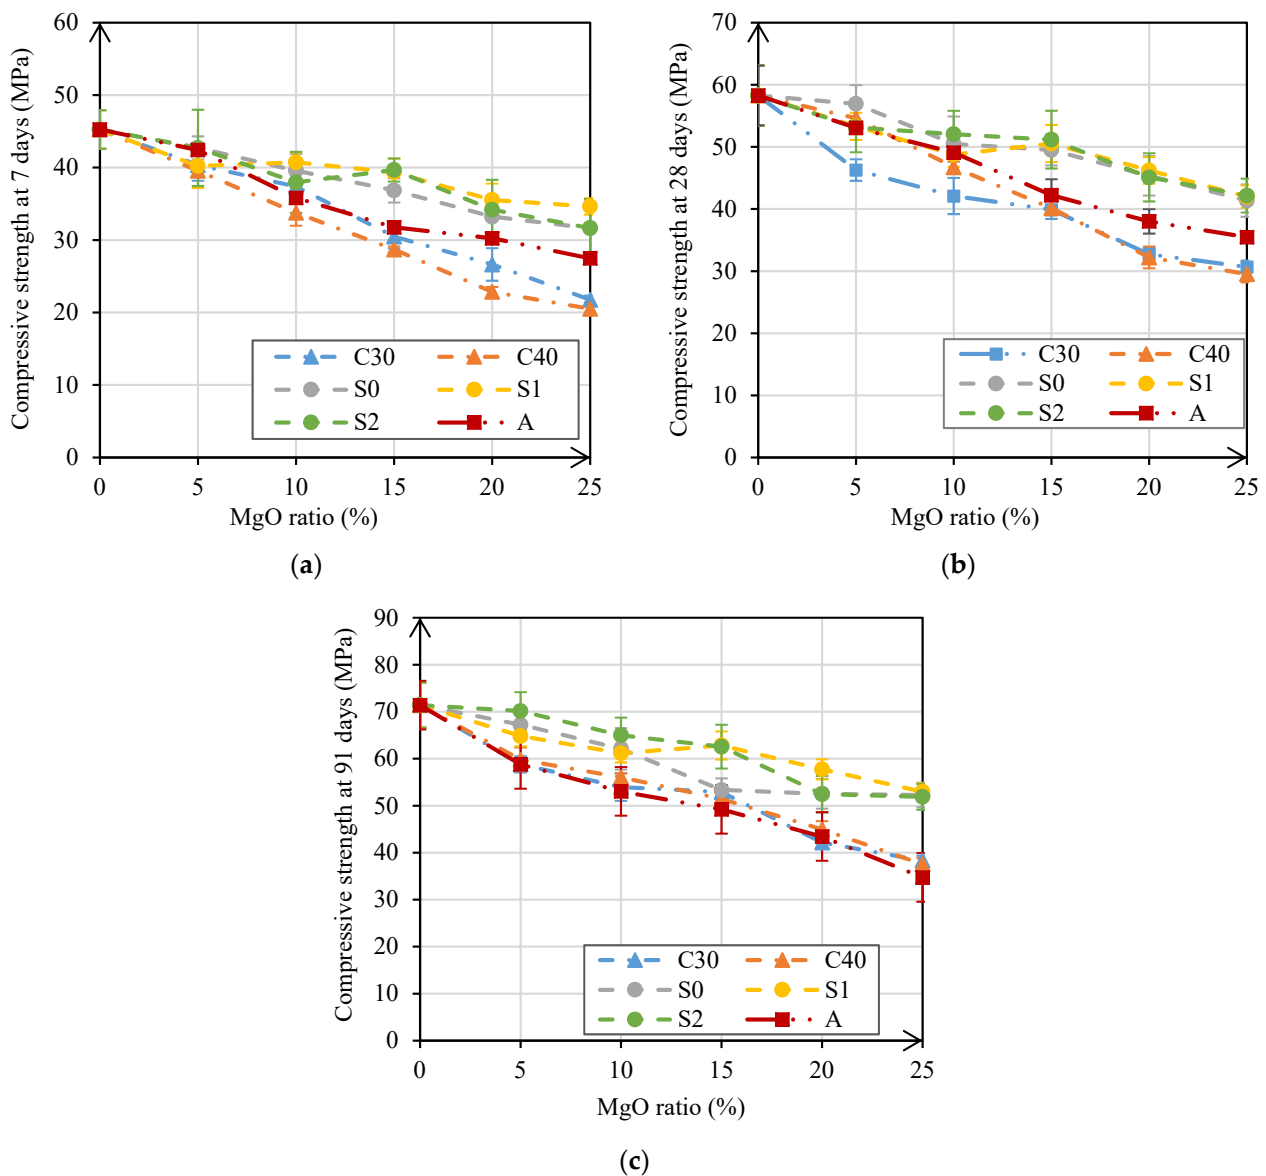 Compressive strength at 7 days (MPa)
60
50
40
30
20
10
0
C30 C40
S0 S1
S2 A
0 5 10 15 20 25
MgO ratio (%)
(a)
Compressive strength at 28 days (MPa)
70
60
50
40
30
20
10
0
C30 C40
S0 S1
S2 A
0 5 10 15 20 25
MgO ratio (%)
(b)
Compressive strength at 91 days (MPa)
90
80
70
60
50
40
30
20
10
0
C30 C40
S0 S1
S2 A
0 5 10 15 20 25
MgO ratio (%)
(c)